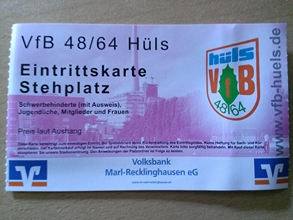 VfB 48/64 Hüls
Eintrittskarte
Stehplatz
Schwerbehinderte (mit Ausweis),
Jugendliche, Mitglieder und Frauen
Preis laut Aushang
Volksbank
Marl-Recklinghausen eG
hüls
VfB
48/64
www.vfb-huels.de